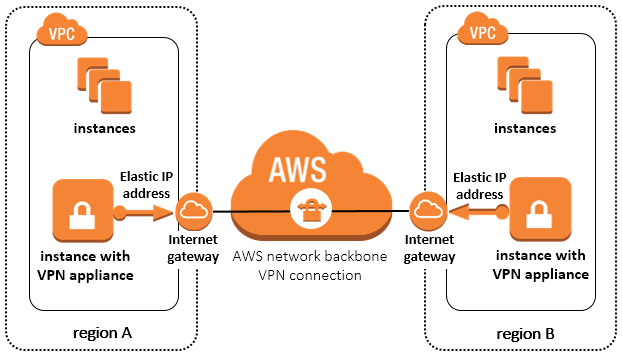 VPC
instances
Elastic IP
address
instance with
VPN appliance
Internet
gateway
region A
AWS
AWS network backbone
VPN connection
VPC
instances
Elastic IP
address
Internet
gateway
instance with
VPN appliance
region B